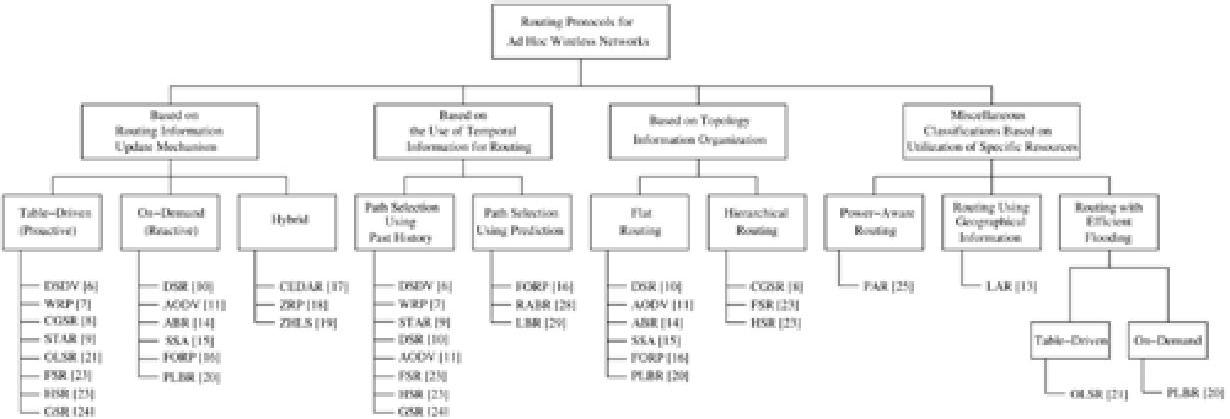 Routing Protocols for
Ad Hoc Wireless Networks
Based on
Routing Information
Update Mechanism
Based on
the Use of Temporal
Information for Routing
Based on Topology
Information Organization
Miscellaneous
Classifications Based on
Utilization of Specific Resources
Table-Driven
(Proactive)
On-Demand
(Reactive)
Hybrid
Path Selection
Using
Past History
Path Selection
Using Prediction
Flat
Routing
Hierarchical
Routing
Power-Aware
Routing
Routing Using
Geographical
Information
Routing with
Efficient
Flooding
DSDV [6]
WRP [7]
CGSR [8]
STAR [9]
OLSR [21]
FSR [23]
HSR [23]
GSR [24]
DSR [10]
AODV [11]
ABR [14]
SSA [15]
FORP [16]
PLBR [20]
CEDAR [17]
ZRP [18]
ZHLS [19]
DSDV [6]
WRP [7]
STAR [9]
DSR [10]
AODV [11]
FSR [23]
HSR [23]
GSR [24]
FORP [16]
RABR [28]
LBR [29]
DSR [10]
AODV [11]
ABR [14]
SSA [15]
FORP [16]
PLBR [20]
CGSR [8]
FSR [23]
HSR [23]
PAR [25]
LAR [13]
Table-Driven
On-Demand
OLSR [21]
PLBR [20]